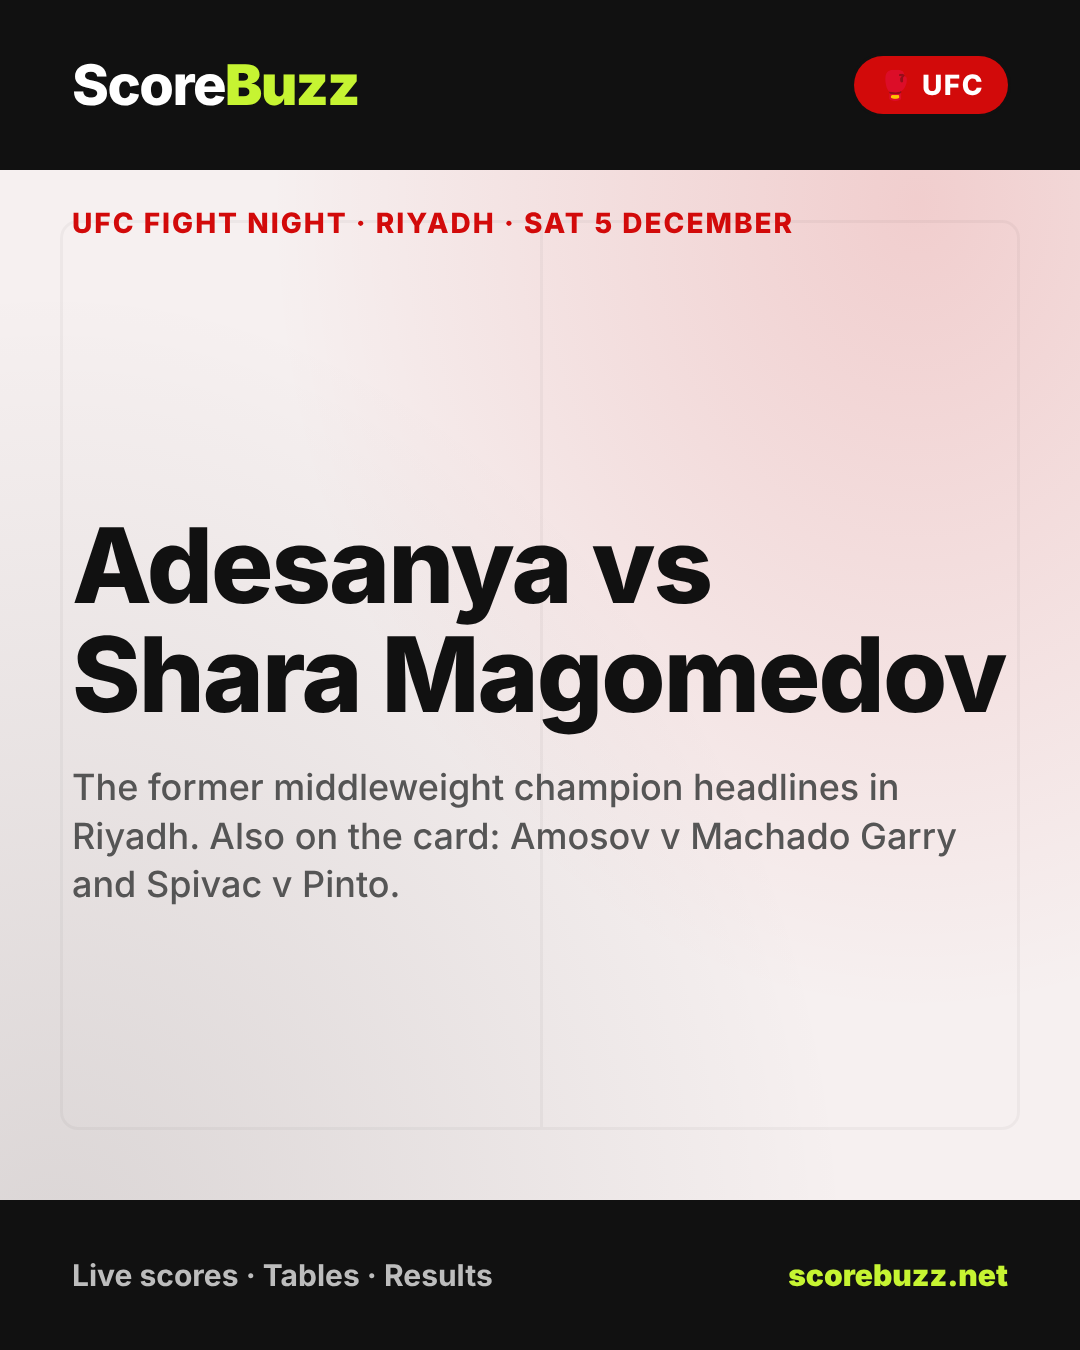 ScoreBuzz
UFC
UFC FIGHT NIGHT · RIYADH · SAT 5 DECEMBER
Adesanya vs
Shara Magomedov
The former middleweight champion headlines in
Riyadh. Also on the card: Amosov v Machado Garry
and Spivac v Pinto.
Live scores · Tables · Results
scorebuzz.net